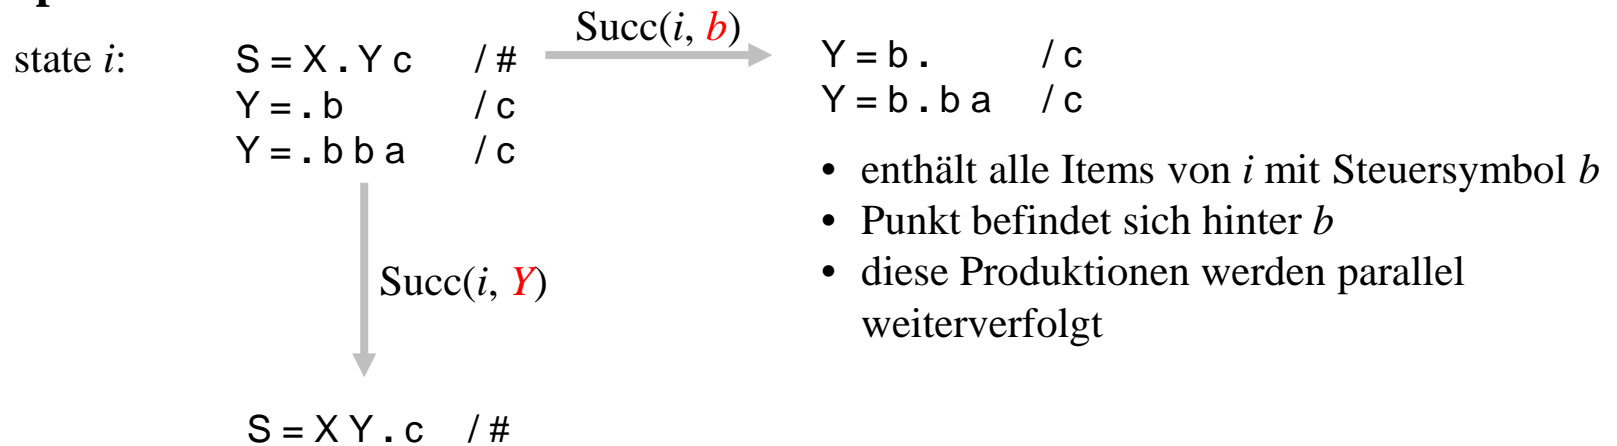 Succ(i, b)
state i: S = X . Y c / #
Y = . b / c
Y = . b b a / c
Y = b . / c
Y = b . b a / c
• enthält alle Items von i mit Steuersymbol b
• Punkt befindet sich hinter b
• diese Produktionen werden parallel
weiterverfolgt
Succ(i, Y)
S = X Y . c / #